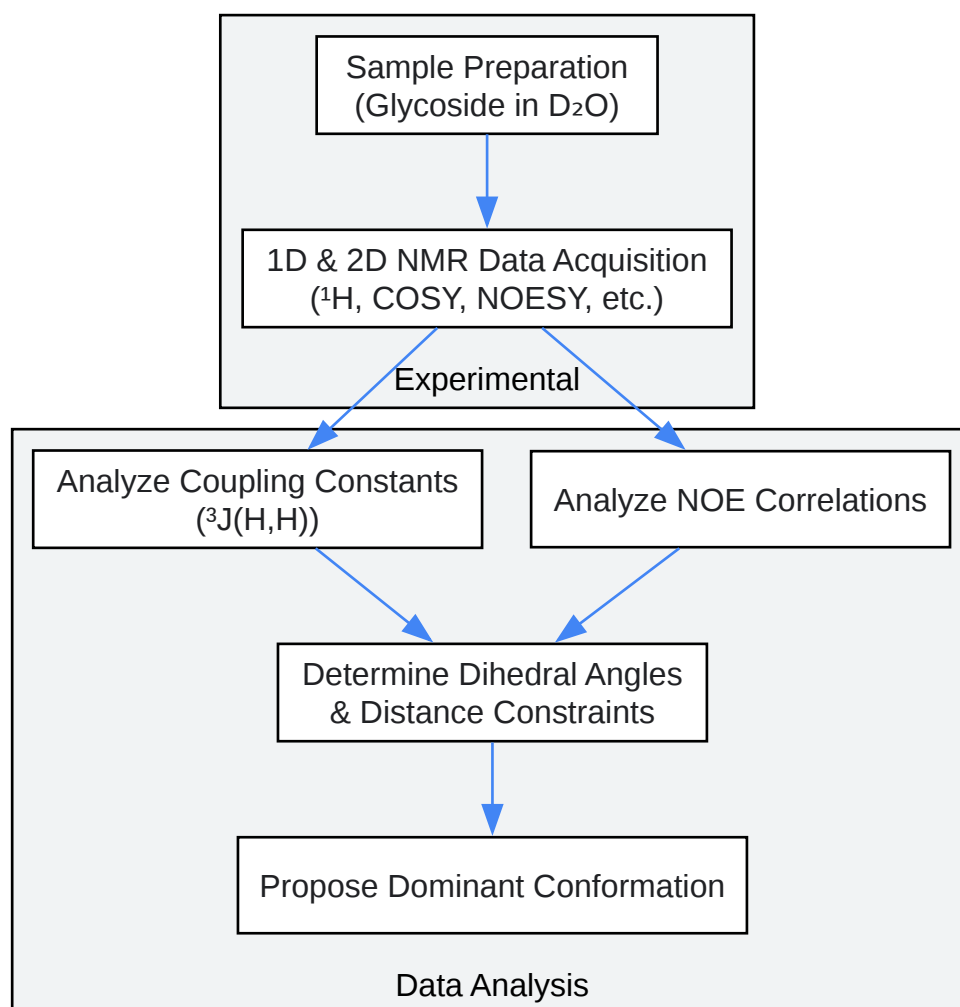 Sample Preparation
(Glycoside in D₂O)
1D & 2D NMR Data Acquisition
(¹H, COSY, NOESY, etc.)
Experimental
Analyze Coupling Constants
(³J(H,H))
Analyze NOE Correlations
Determine Dihedral Angles
& Distance Constraints
Propose Dominant Conformation
Data Analysis